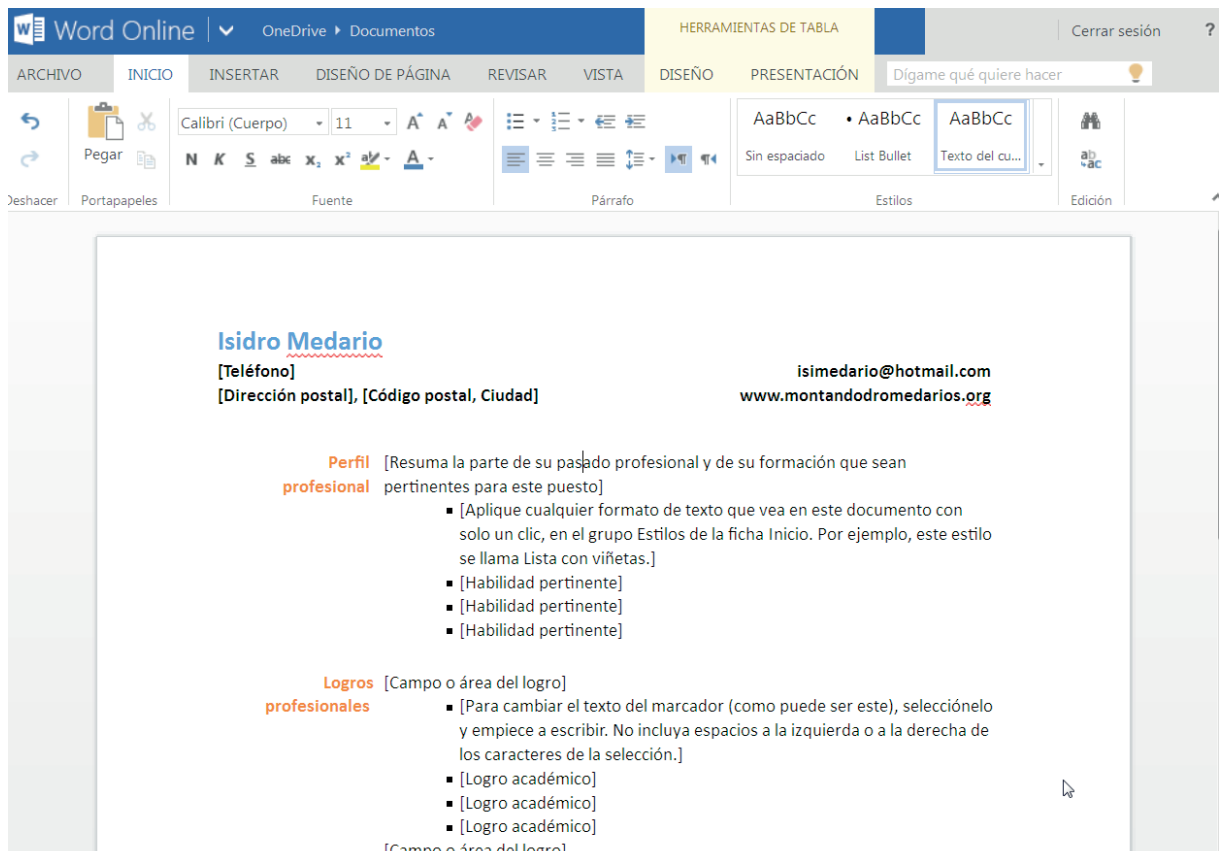 Word Online OneDrive Documentos HERRAMIENTAS DE TABLA Cerrar sesión ?
ARCHIVO INICIO INSERTAR DISEÑO DE PÁGINA REVISAR VISTA DISEÑO PRESENTACIÓN Dígame qué quiere hacer
Calibri (Cuerpo) 11 AaBbCc • AaBbCc AaBbCc
Pegar N K S abc x₂ x² ab A Sin espaciado List Bullet Texto del cu... ab ac
Deshacer Portapapeles Fuente Párrafo Estilos Edición
Isidro Medario
[Teléfono] isimedario@hotmail.com
[Dirección postal], [Código postal, Ciudad] www.montandodromedarios.org
Perfil [Resuma la parte de su pasado profesional y de su formación que sean
profesional pertinentes para este puesto]
▪ [Aplique cualquier formato de texto que vea en este documento con
solo un clic, en el grupo Estilos de la ficha Inicio. Por ejemplo, este estilo
se llama Lista con viñetas.]
▪ [Habilidad pertinente]
▪ [Habilidad pertinente]
▪ [Habilidad pertinente]
Logros [Campo o área del logro]
profesionales ▪ [Para cambiar el texto del marcador (como puede ser este), selecciónelo
y empiece a escribir. No incluya espacios a la izquierda o a la derecha de
los caracteres de la selección.]
▪ [Logro académico]
▪ [Logro académico]
▪ [Logro académico]
[Campo o área del logro]